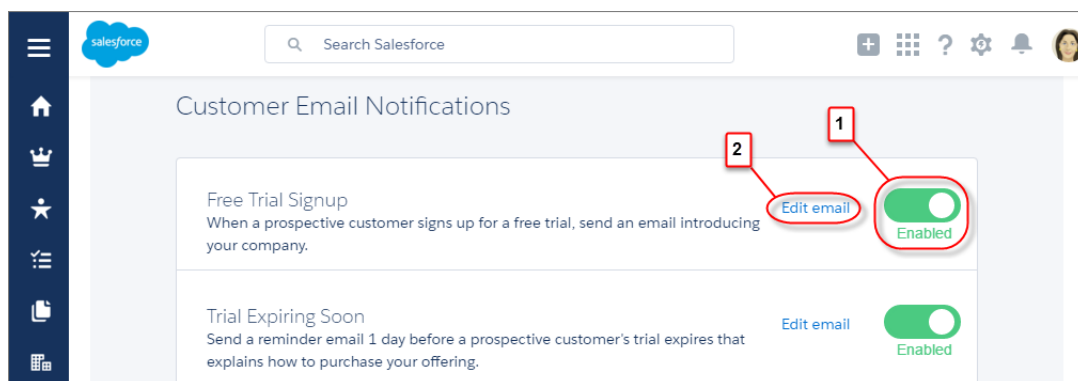 salesforce
Search Salesforce
?
Customer Email Notifications
1
2
Free Trial Signup
When a prospective customer signs up for a free trial, send an email introducing
your company.
Edit email
Enabled
Trial Expiring Soon
Send a reminder email 1 day before a prospective customer's trial expires that
explains how to purchase your offering.
Edit email
Enabled